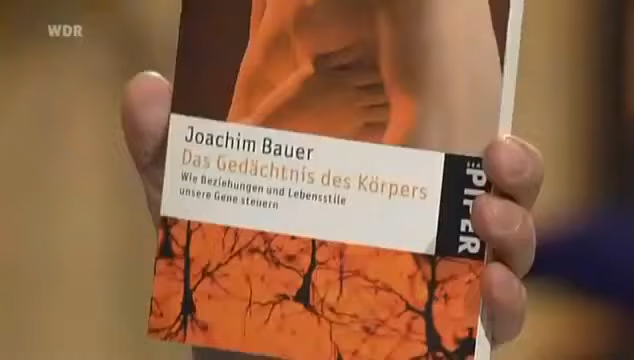 WDR
Joachim Bauer
Das Gedächtnis des Körpers
Wie Beziehungen und Lebensstile
unsere Gene steuern
PIPER